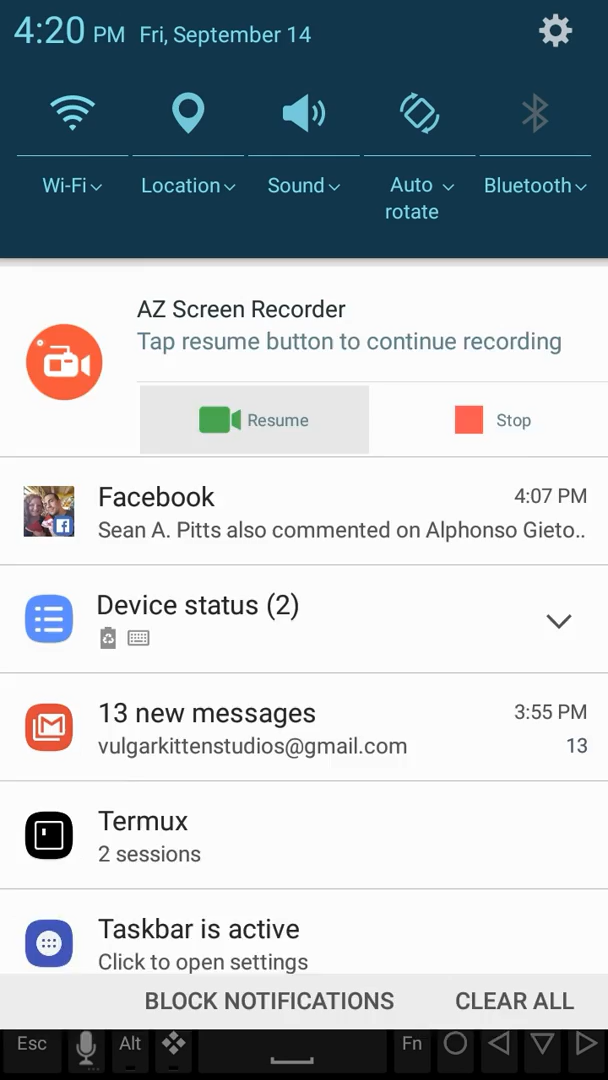 4:20 PM Fri, September 14
Wi-Fi Location Sound Auto rotate Bluetooth
AZ Screen Recorder
Tap resume button to continue recording
Resume Stop
Facebook 4:07 PM
Sean A. Pitts also commented on Alphonso Gieto..
Device status (2)
13 new messages 3:55 PM
vulgarkittenstudios@gmail.com 13
Termux
2 sessions
Taskbar is active
Click to open settings
BLOCK NOTIFICATIONS CLEAR ALL
Esc Alt Fn